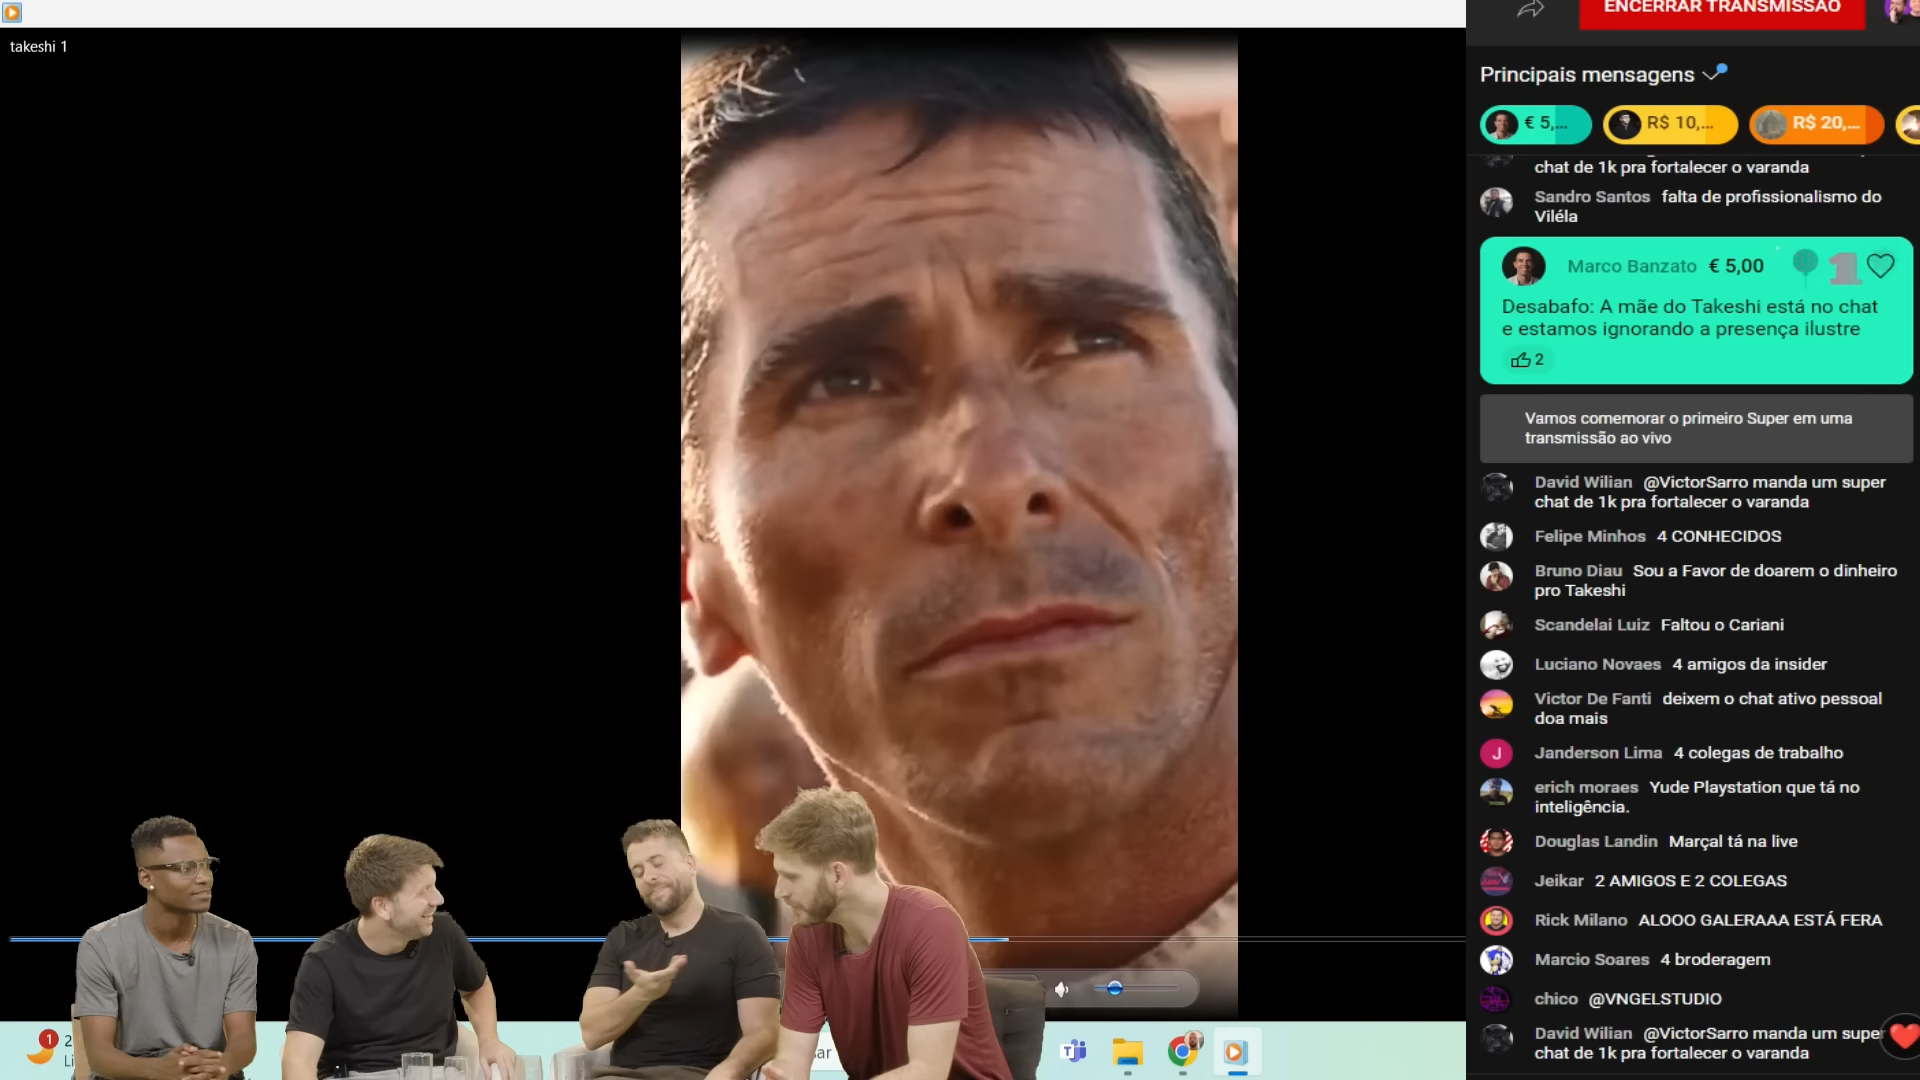 takeshi 1
ENCERRAR TRANSMISSÃO
Principais mensagens
€ 5,...
R$ 10,...
R$ 20,...
chat de 1k pra fortalecer o varanda
Sandro Santos falta de profissionalismo do
Viléla
Marco Banzato € 5,00
1
Desabafo: A mãe do Takeshi está no chat
e estamos ignorando a presença ilustre
2
Vamos comemorar o primeiro Super em uma
transmissão ao vivo
David Wilian @VictorSarro manda um super
chat de 1k pra fortalecer o varanda
Felipe Minhos 4 CONHECIDOS
Bruno Diau Sou a Favor de doarem o dinheiro
pro Takeshi
Scandelai Luiz Faltou o Cariani
Luciano Novaes 4 amigos da insider
Victor De Fanti deixem o chat ativo pessoal
doa mais
J
Janderson Lima 4 colegas de trabalho
erich moraes Yude Playstation que tá no
inteligência.
Douglas Landin Marçal tá na live
Jeikar 2 AMIGOS E 2 COLEGAS
Rick Milano ALOOO GALERAAA ESTÁ FERA
Marcio Soares 4 broderagem
chico @VNGELSTUDIO
David Wilian @VictorSarro manda um super
chat de 1k pra fortalecer o varanda
1
2
Li
ar